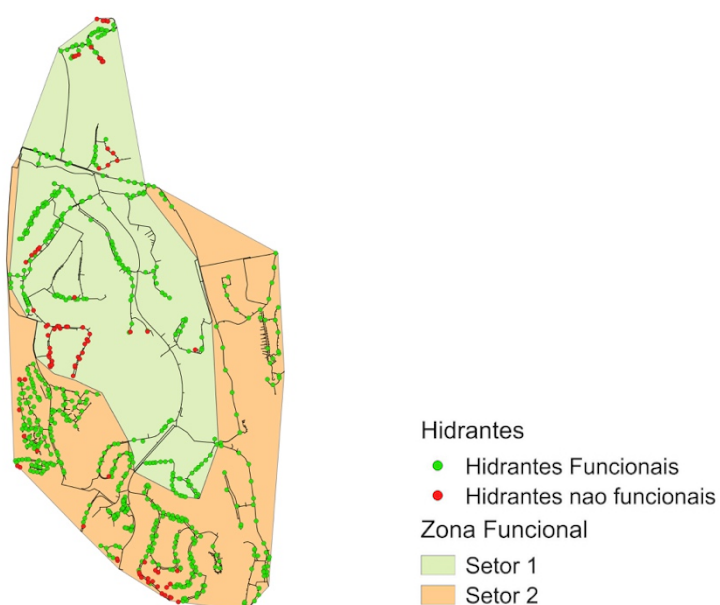 Hidrantes
Hidrantes Funcionais
Hidrantes nao funcionais
Zona Funcional
Setor 1
Setor 2